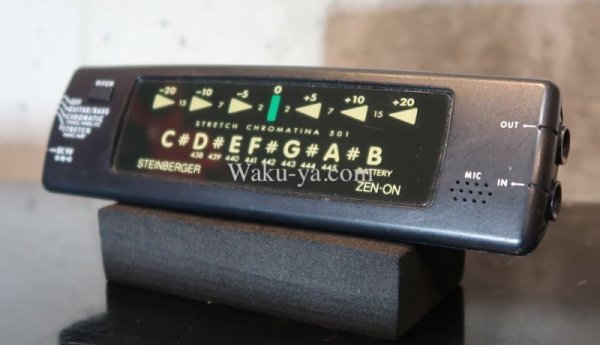 PITCH
OFF
GUITAR/BASS
CHROMATIC
STRETCH
DC 9V
-20 -10 -5 0 +5 +10 +20
15 7 2 2 7 15
STRETCH CHROMATINA 501
C # D # E F # G # A # B
438 439 440 441 442 443 444 445
BATTERY
STEINBERGER
Waku-ya.com
ZEN-ON
OUT
MIC
IN